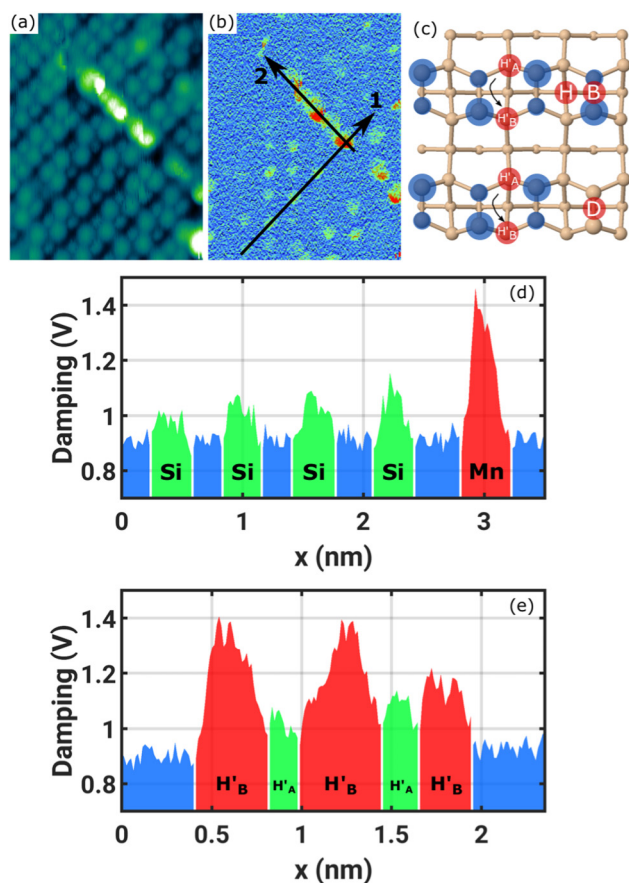 (a)
(b)
2
1
(c)
H'A
H B
H'B
H'A
D
H'B
(d)
1.4
1.2
1
0.8
Damping (V)
Si Si Si Si Mn
0 1 2 3
x (nm)
(e)
1.4
1.2
1
0.8
Damping (V)
H'B H'A H'B H'A H'B
0 0.5 1 1.5 2
x (nm)